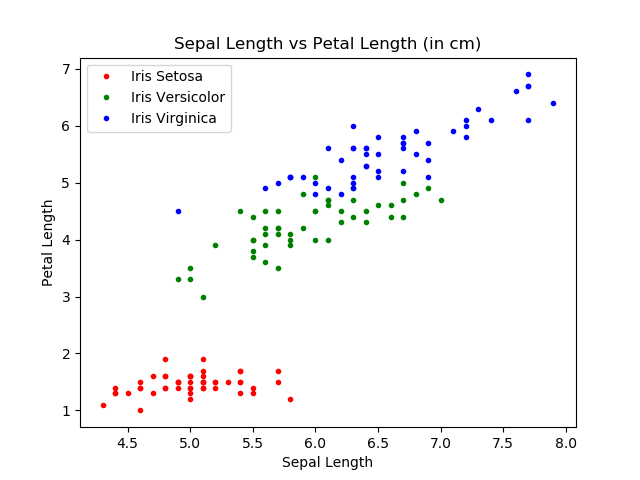 Sepal Length vs Petal Length (in cm)
Iris Setosa
Iris Versicolor
Iris Virginica
7
6
5
4
3
2
1
Petal Length
4.5 5.0 5.5 6.0 6.5 7.0 7.5 8.0
Sepal Length